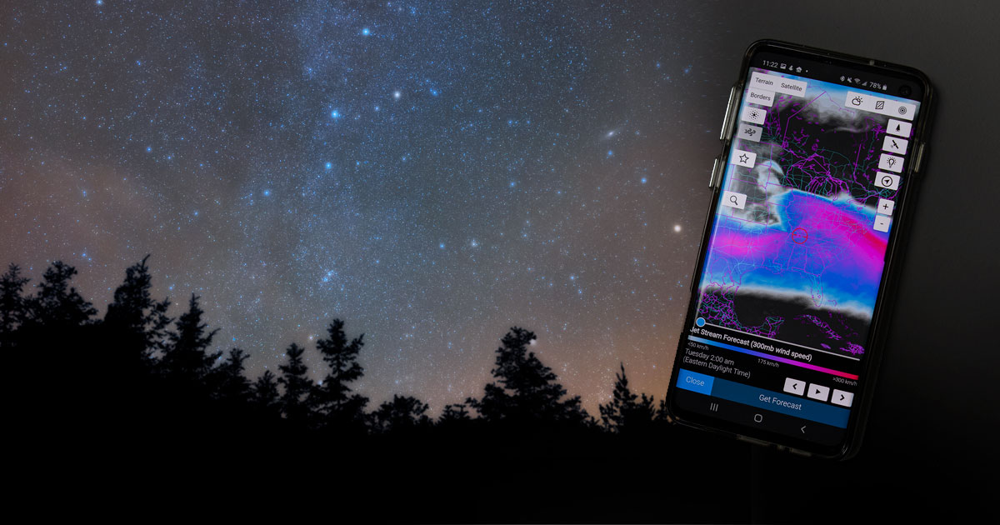 11:22
78%
Terrain
Satellite
Borders
+
-
Jet Stream Forecast (300mb wind speed)
<50 km/h
175 km/h
>300 km/h
Tuesday 2:00 am
(Eastern Daylight Time)
Close
Get Forecast